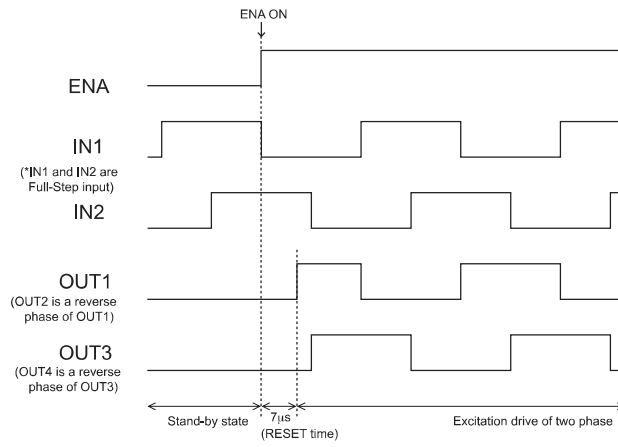 ENA ON
ENA
IN1
(*IN1 and IN2 are
Full-Step input)
IN2
OUT1
(OUT2 is a reverse
phase of OUT1)
OUT3
(OUT4 is a reverse
phase of OUT3)
Stand-by state
7μs
(RESET time)
Excitation drive of two phase